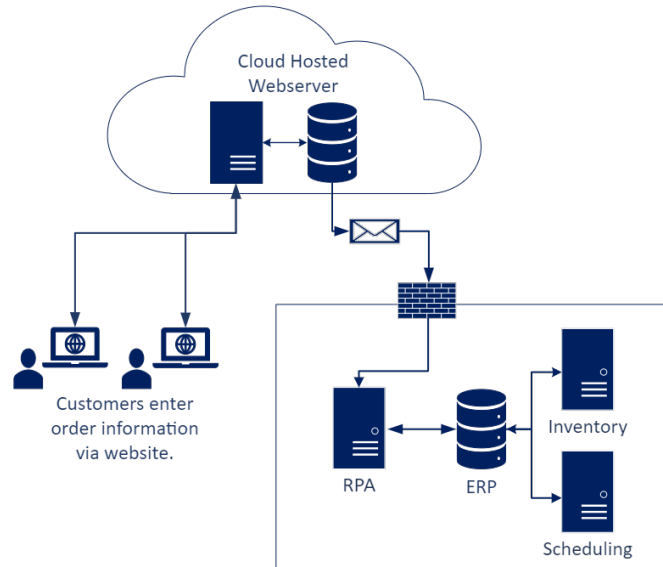 Cloud Hosted
Webserver
Customers enter
order information
via website.
RPA
ERP
Inventory
Scheduling